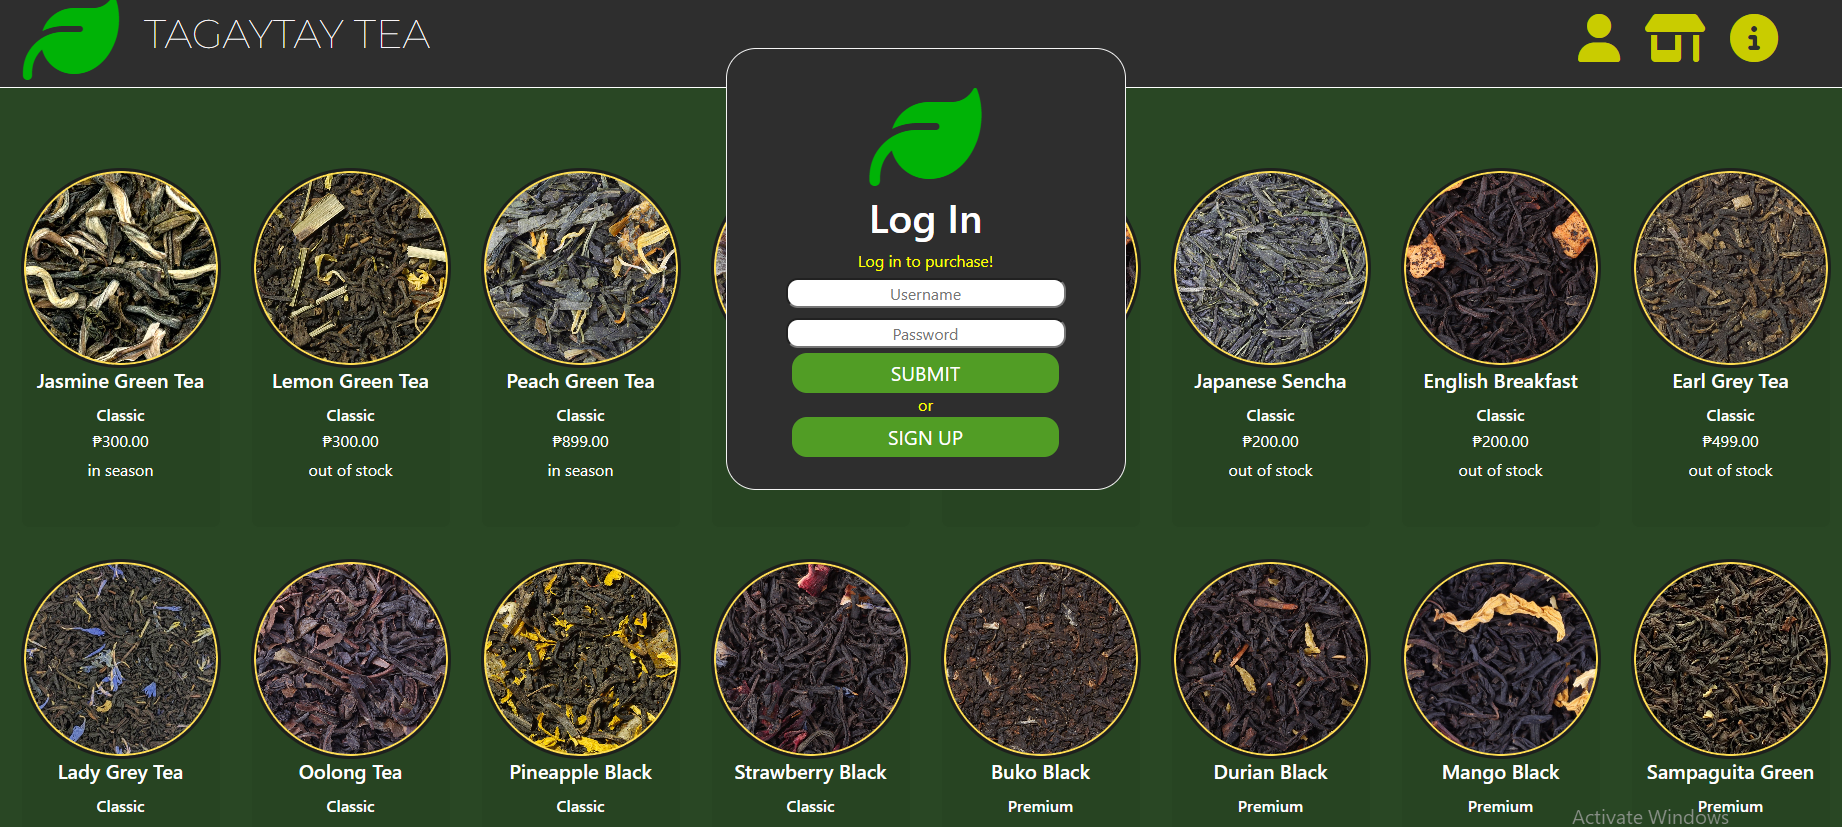 TAGAYTAY TEA
Log In
Log in to purchase!
Username
Password
SUBMIT
or
SIGN UP
Jasmine Green Tea
Classic
₱300.00
in season
Lemon Green Tea
Classic
₱300.00
out of stock
Peach Green Tea
Classic
₱899.00
in season
Japanese Sencha
Classic
₱200.00
out of stock
English Breakfast
Classic
₱200.00
out of stock
Earl Grey Tea
Classic
₱499.00
out of stock
Lady Grey Tea
Classic
Oolong Tea
Classic
Pineapple Black
Classic
Strawberry Black
Classic
Buko Black
Premium
Durian Black
Premium
Mango Black
Premium
Sampaguita Green
Premium
Activate Windows